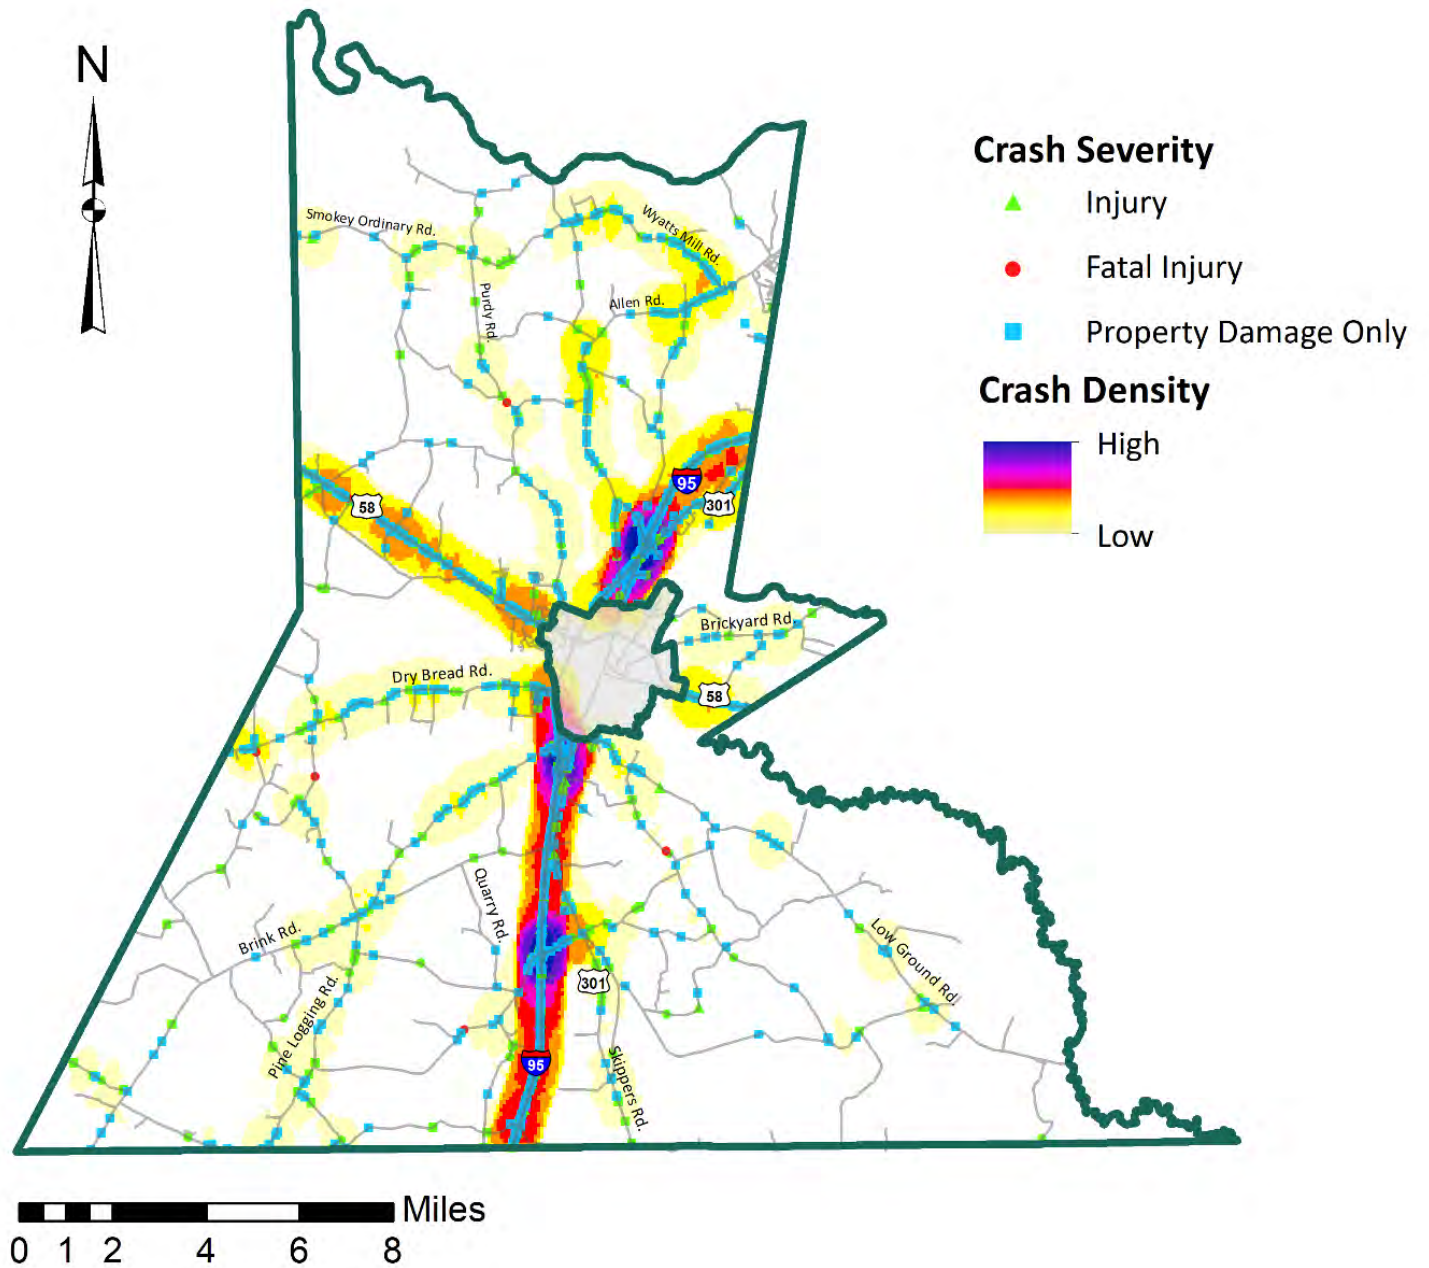 N
Crash Severity
Injury
Fatal Injury
Property Damage Only
Crash Density
High
Low
Smokey Ordinary Rd.
Wyatts Mill Rd.
Purdy Rd.
Allen Rd.
95
301
58
Brickyard Rd.
Dry Bread Rd.
58
Quarry Rd.
Brink Rd.
Low Ground Rd.
301
Pine Logging Rd.
95
Skippers Rd.
Miles
0 1 2 4 6 8